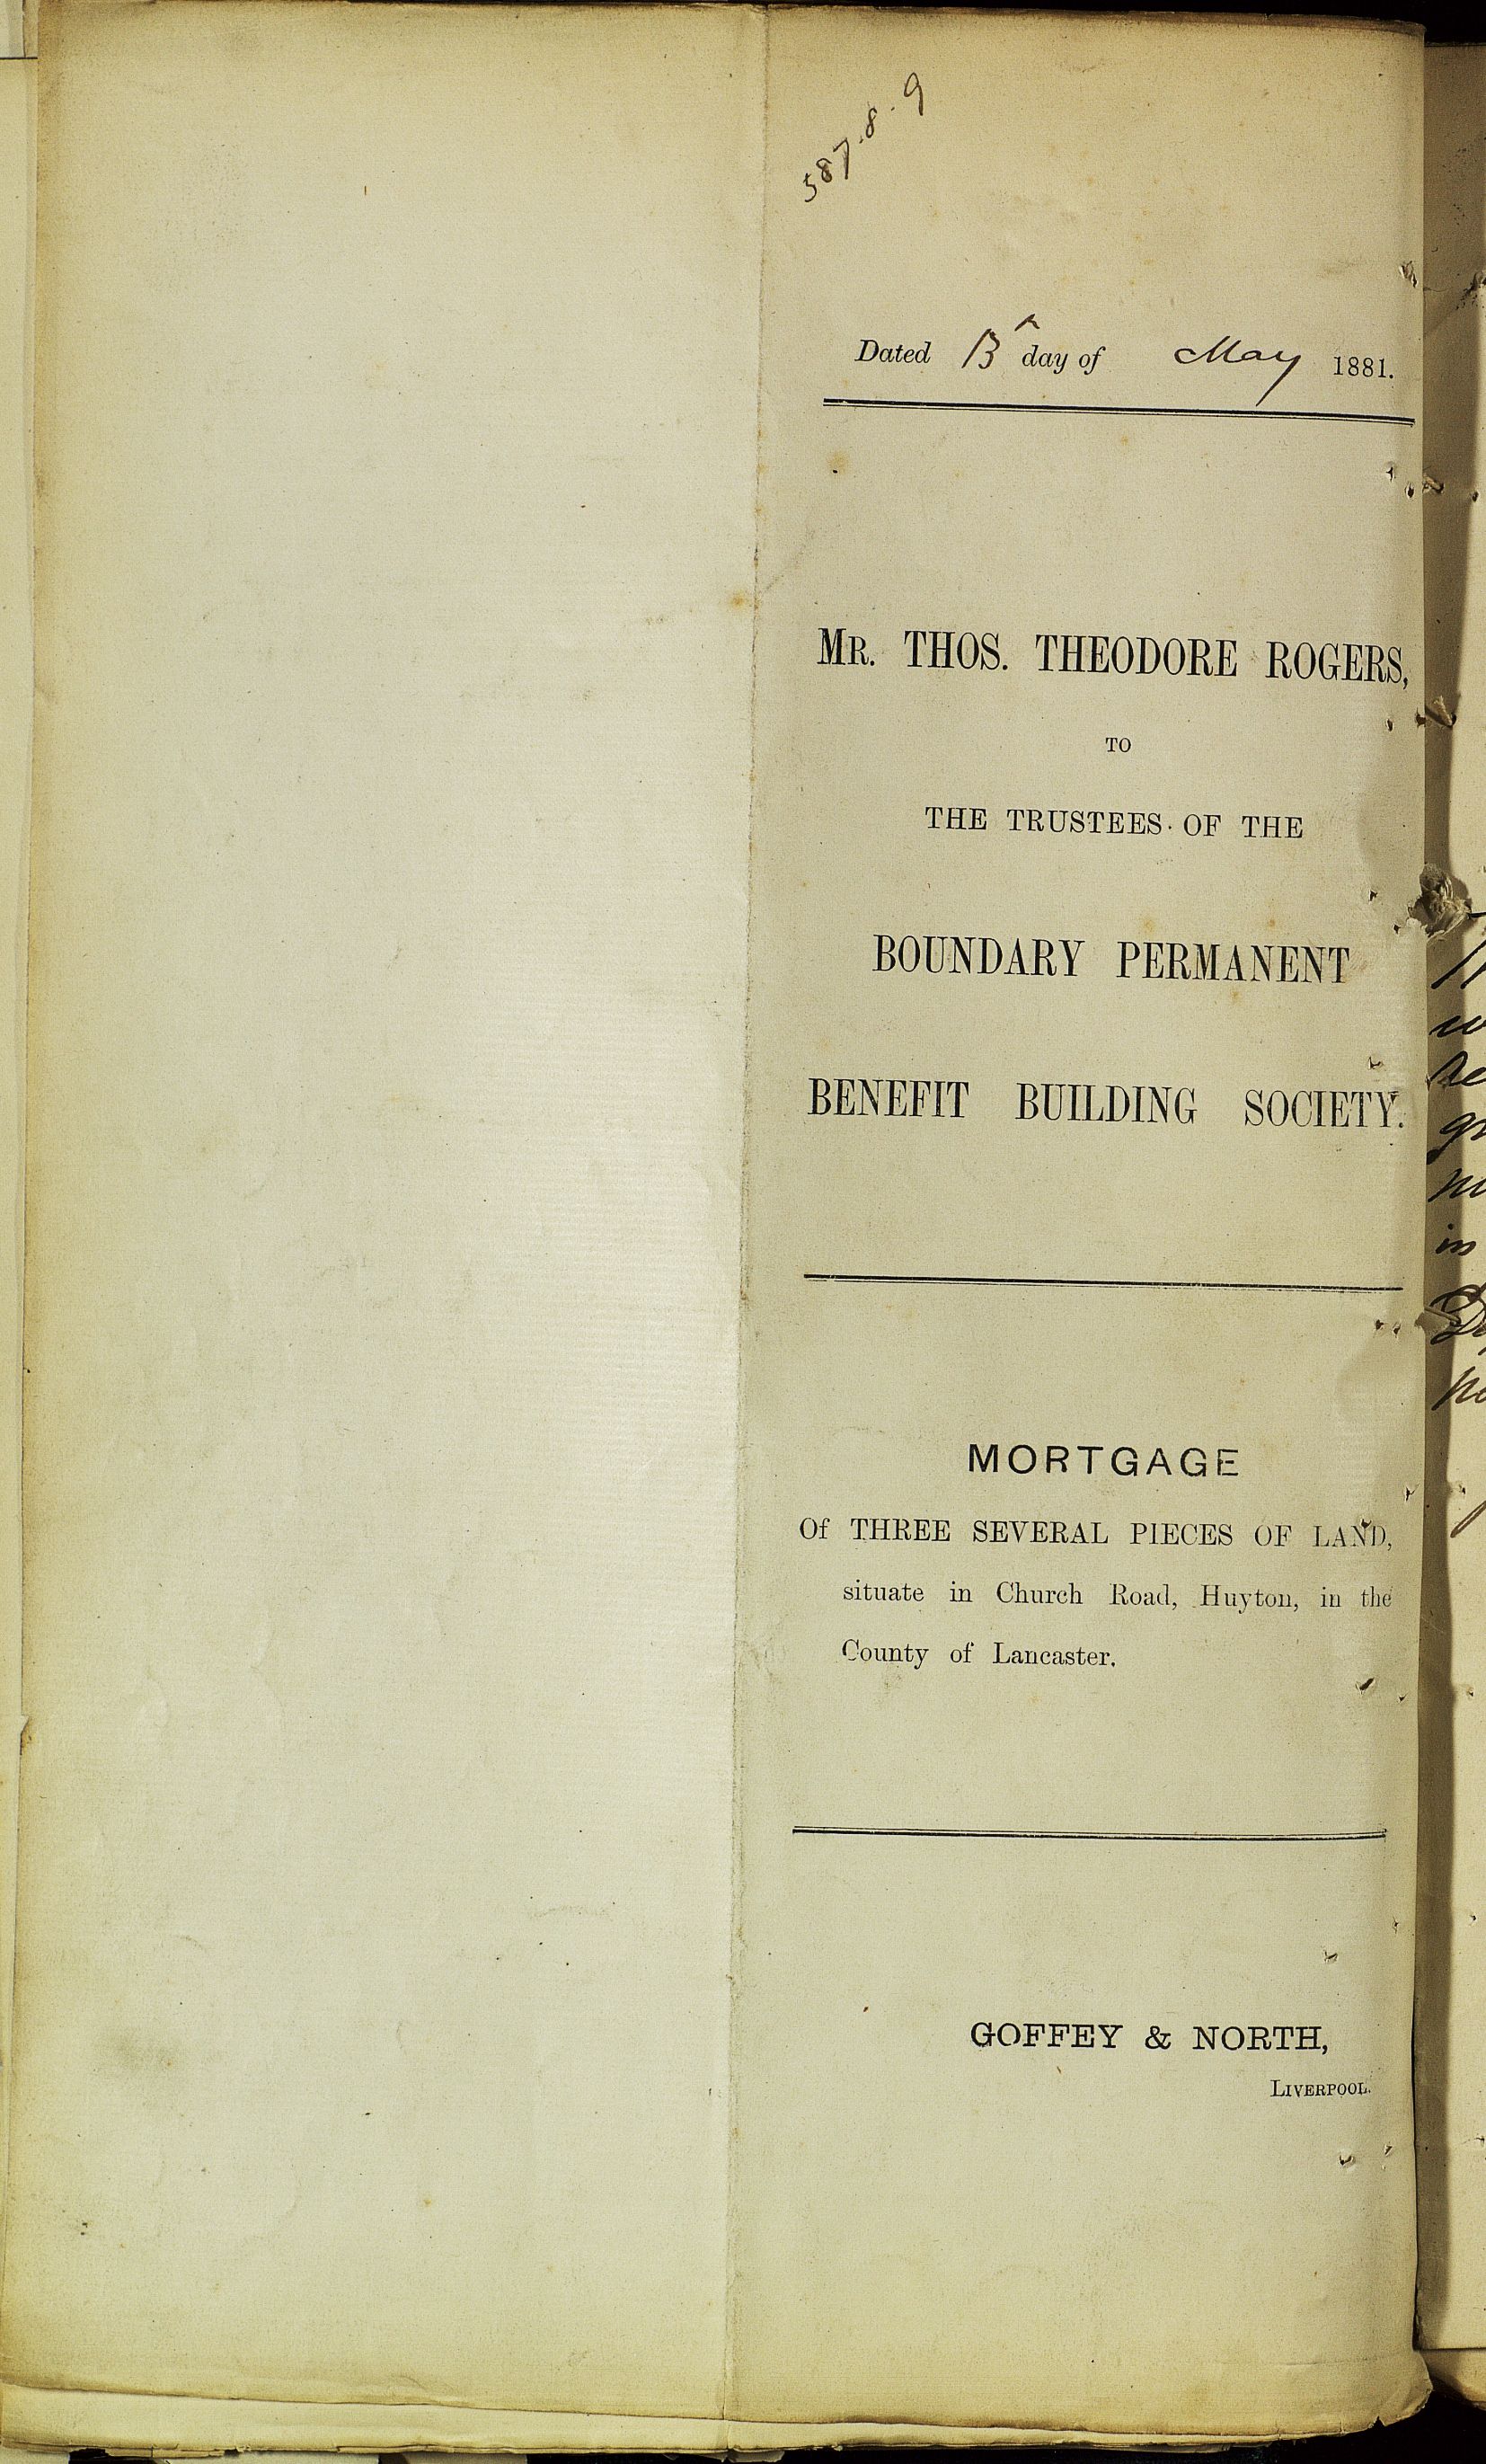 587.8.9
Dated 13th day of May 1881.
MR. THOS. THEODORE ROGERS,
TO
THE TRUSTEES OF THE
BOUNDARY PERMANENT
BENEFIT BUILDING SOCIETY.
MORTGAGE
Of THREE SEVERAL PIECES OF LAND,
situate in Church Road, Huyton, in the
County of Lancaster.
GOFFEY & NORTH,
LIVERPOOL.